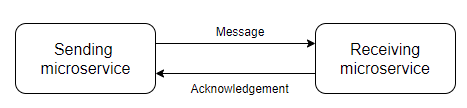 Sending
microservice
Message
Acknowledgement
Receiving
microservice